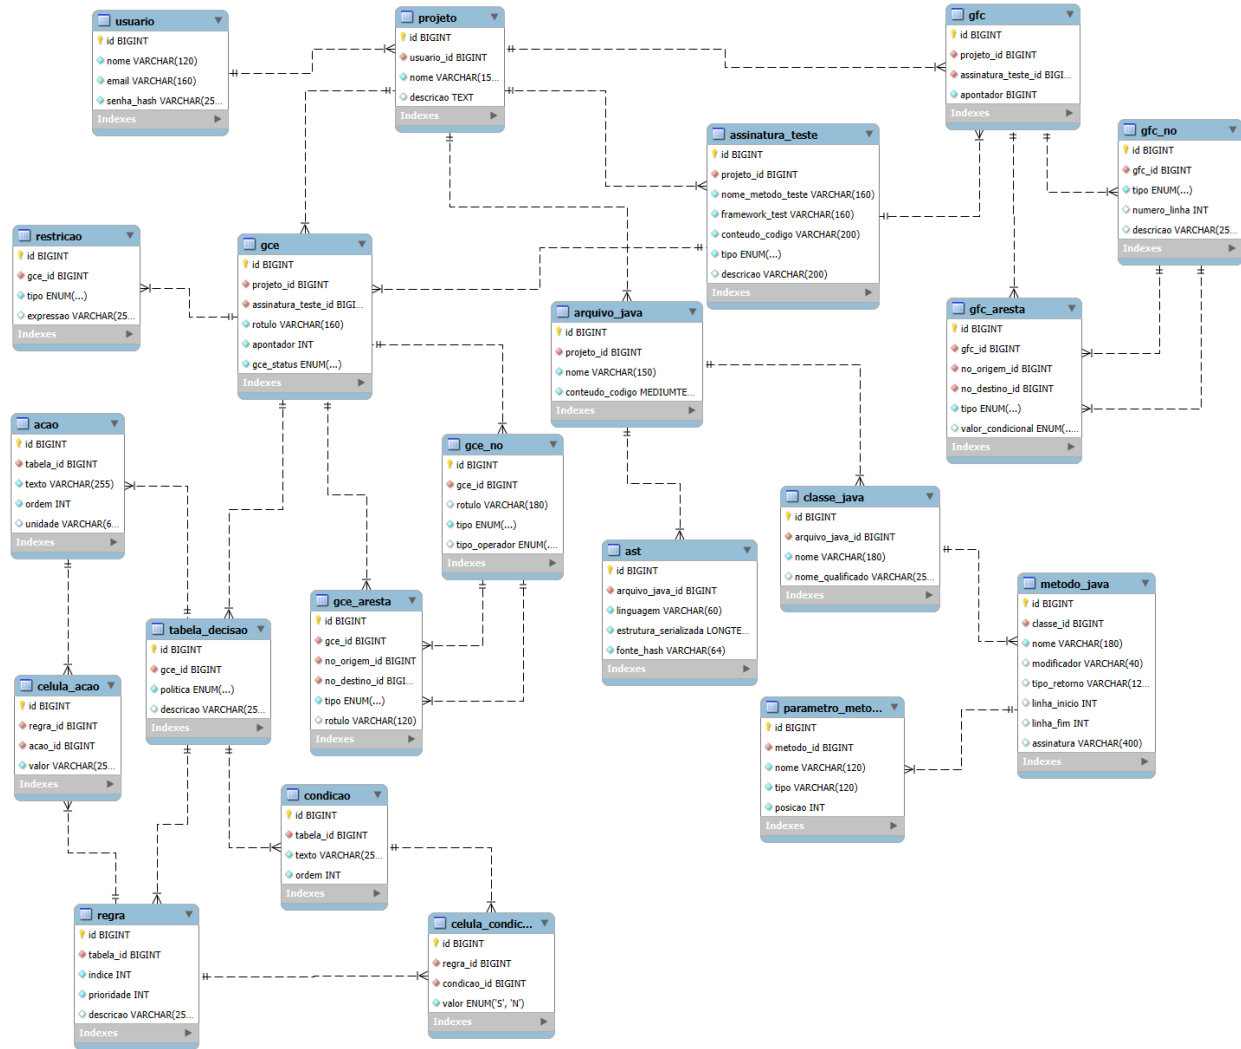 usuario
id BIGINT
nome VARCHAR(120)
email VARCHAR(160)
senha_hash VARCHAR(25...
Indexes
projeto
id BIGINT
usuario_id BIGINT
nome VARCHAR(15...
descricao TEXT
Indexes
gfc
id BIGINT
projeto_id BIGINT
assinatura_teste_id BIGI...
apontador BIGINT
Indexes
assinatura_teste
id BIGINT
projeto_id BIGINT
nome_metodo_teste VARCHAR(160)
framework_test VARCHAR(160)
conteudo_codigo VARCHAR(200)
tipo ENUM(...)
descricao VARCHAR(200)
Indexes
gfc_no
id BIGINT
gfc_id BIGINT
tipo ENUM(...)
numero_linha INT
descricao VARCHAR(25...
Indexes
restricao
id BIGINT
gce_id BIGINT
tipo ENUM(...)
expressao VARCHAR(25...
Indexes
gce
id BIGINT
projeto_id BIGINT
assinatura_teste_id BIGI...
rotulo VARCHAR(160)
apontador INT
gce_status ENUM(...)
Indexes
arquivo_java
id BIGINT
projeto_id BIGINT
nome VARCHAR(150)
conteudo_codigo MEDIUMTE...
Indexes
gfc_aresta
id BIGINT
gfc_id BIGINT
no_origem_id BIGINT
no_destino_id BIGINT
tipo ENUM(...)
valor_condicional ENUM(.....
Indexes
acao
id BIGINT
tabela_id BIGINT
texto VARCHAR(255)
ordem INT
unidade VARCHAR(6...
Indexes
gce_no
id BIGINT
gce_id BIGINT
rotulo VARCHAR(180)
tipo ENUM(...)
tipo_operador ENUM(....
Indexes
classe_java
id BIGINT
arquivo_java_id BIGINT
nome VARCHAR(180)
nome_qualificado VARCHAR(25...
Indexes
ast
id BIGINT
arquivo_java_id BIGINT
linguagem VARCHAR(60)
estrutura_serializada LONGTE...
fonte_hash VARCHAR(64)
Indexes
metodo_java
id BIGINT
classe_id BIGINT
nome VARCHAR(180)
modificador VARCHAR(40)
tipo_retorno VARCHAR(12...
linha_inicio INT
linha_fim INT
assinatura VARCHAR(400)
Indexes
gce_aresta
id BIGINT
gce_id BIGINT
no_origem_id BIGINT
no_destino_id BIGI...
tipo ENUM(...)
rotulo VARCHAR(120)
Indexes
tabela_decisao
id BIGINT
gce_id BIGINT
politica ENUM(...)
descricao VARCHAR(25...
Indexes
celula_acao
id BIGINT
regra_id BIGINT
acao_id BIGINT
valor VARCHAR(25...
Indexes
parametro_meto...
id BIGINT
metodo_id BIGINT
nome VARCHAR(120)
tipo VARCHAR(120)
posicao INT
Indexes
condicao
id BIGINT
tabela_id BIGINT
texto VARCHAR(25...
ordem INT
Indexes
regra
id BIGINT
tabela_id BIGINT
indice INT
prioridade INT
descricao VARCHAR(25...
Indexes
celula_condic...
id BIGINT
regra_id BIGINT
condicao_id BIGINT
valor ENUM('S', 'N')
Indexes